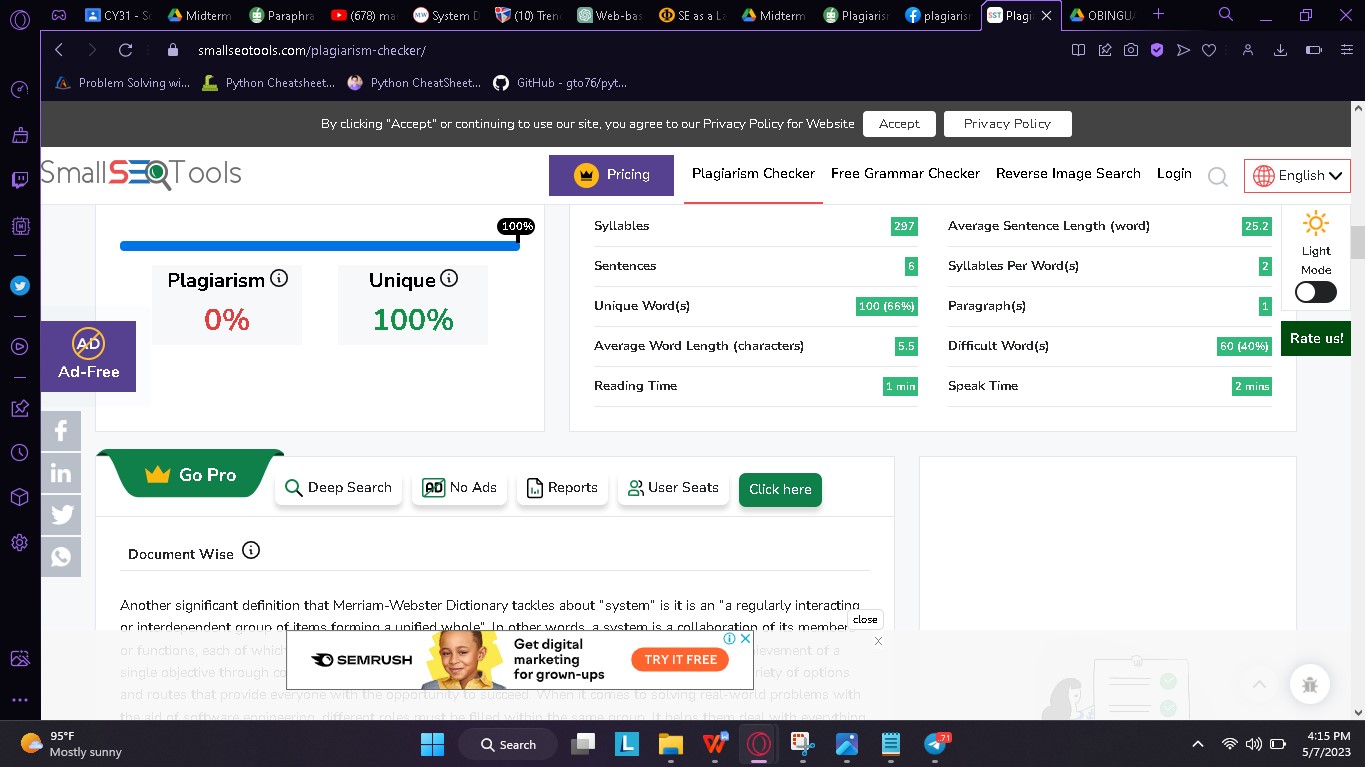 CY31 - S
Midterm
Paraphra
(678) ma
System D
(10) Tren
Web-bas
SE as a La
Midterm
Plagiaris
plagiarism
SST Plagi
OBINGUA
smallseotools.com/plagiarism-checker/
Problem Solving wi...
Python Cheatsheet...
Python CheatSheet...
GitHub - gto76/pyt...
By clicking "Accept" or continuing to use our site, you agree to our Privacy Policy for Website
Accept
Privacy Policy
SmallSEOTools
Pricing
Plagiarism Checker
Free Grammar Checker
Reverse Image Search
Login
English
100%
Plagiarism
0%
Unique
100%
Syllables 297
Average Sentence Length (word) 25.2
Sentences 6
Syllables Per Word(s) 2
Unique Word(s) 100 (66%)
Paragraph(s) 1
Average Word Length (characters) 5.5
Difficult Word(s) 60 (40%)
Reading Time 1 min
Speak Time 2 mins
Light
Mode
Rate us!
AD
Ad-Free
Go Pro
Deep Search
AD No Ads
Reports
User Seats
Click here
Document Wise
Another significant definition that Merriam-Webster Dictionary tackles about "system" is it is an "a regularly interacting
or interdependent group of items forming a unified whole". In other words, a system is a collaboration of its members
close
or functions, each of which
ievement of a
single objective through co
riety of options
and routes that provide everyone with the opportunity to succeed. When it comes to solving real-world problems with
the aid of software engineering, different roles must be filled within the same group. It helps them deal with everything
SEMRUSH
Get digital
marketing
for grown-ups
TRY IT FREE
95°F
Mostly sunny
Search
71
4:15 PM
5/7/2023